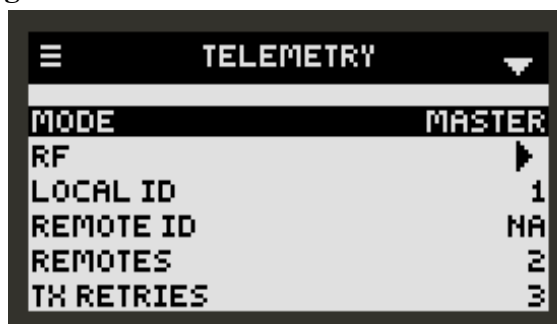 TELEMETRY
MODE MASTER
RF
LOCAL ID 1
REMOTE ID NA
REMOTES 2
TX RETRIES 3